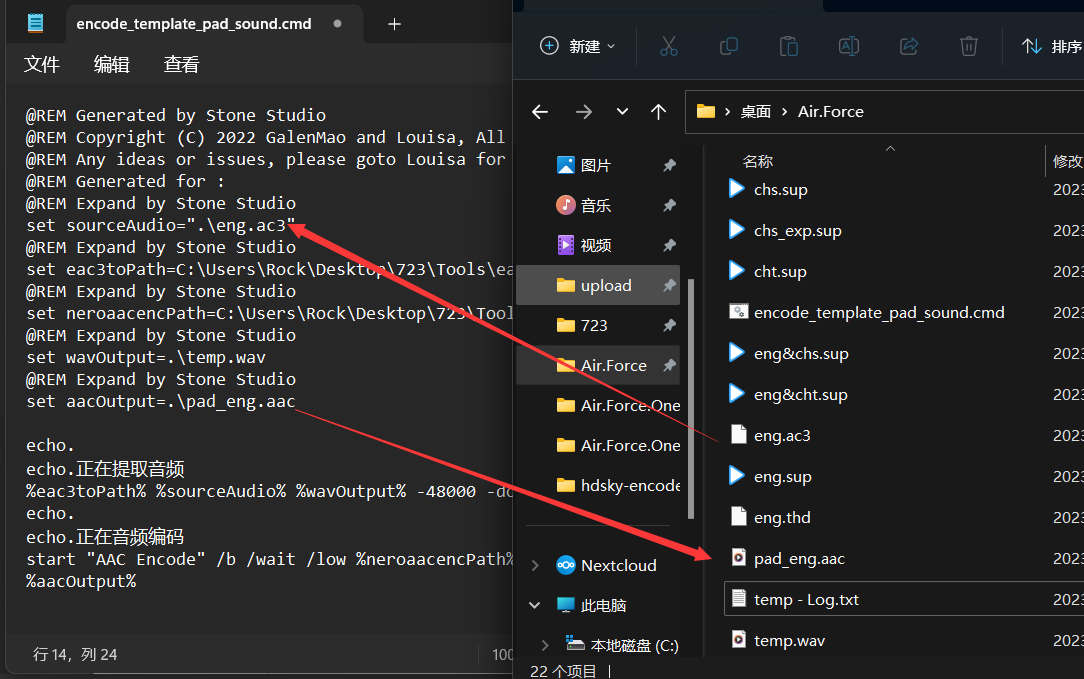 encode_template_pad_sound.cmd
文件 编辑 查看
@REM Generated by Stone Studio
@REM Copyright (C) 2022 GalenMao and Louisa, All
@REM Any ideas or issues, please goto Louisa for
@REM Generated for :
@REM Expand by Stone Studio
set sourceAudio=".\eng.ac3"
@REM Expand by Stone Studio
set eac3toPath=C:\Users\Rock\Desktop\723\Tools\ea
@REM Expand by Stone Studio
set neroaacencPath=C:\Users\Rock\Desktop\723\Tool
@REM Expand by Stone Studio
set wavOutput=.\temp.wav
@REM Expand by Stone Studio
set aacOutput=.\pad_eng.aac
echo.
echo.正在提取音频
%eac3toPath% %sourceAudio% %wavOutput% -48000 -do
echo.
echo.正在音频编码
start "AAC Encode" /b /wait /low %neroaacencPath%
%aacOutput%
行 14，列 24
100
新建
排序
桌面 > Air.Force
图片
音乐
视频
upload
723
Air.Force
Air.Force.One
Air.Force.One
hdsky-encode
Nextcloud
此电脑
本地磁盘 (C:)
名称 修改
chs.sup 2023
chs_exp.sup 2023
cht.sup 2023
encode_template_pad_sound.cmd 2023
eng&chs.sup 2023
eng&cht.sup 2023
eng.ac3 2023
eng.sup 2023
eng.thd 2023
pad_eng.aac 2023
temp - Log.txt 2023
temp.wav 2023
22 个项目